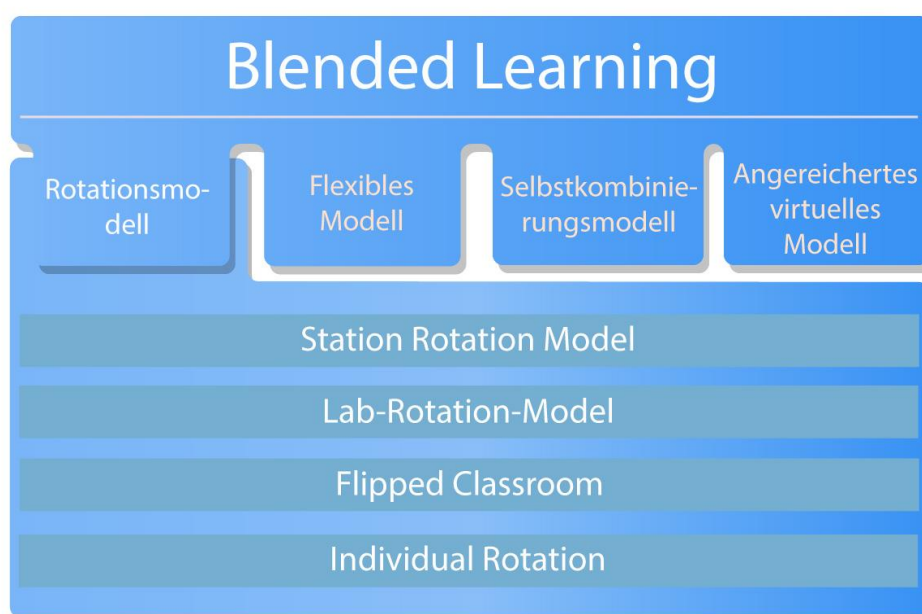 Blended Learning
Rotationsmo-
dell
Flexibles
Modell
Selbstkombinie-
rungsmodell
Angereichertes
virtuelles
Modell
Station Rotation Model
Lab-Rotation-Model
Flipped Classroom
Individual Rotation